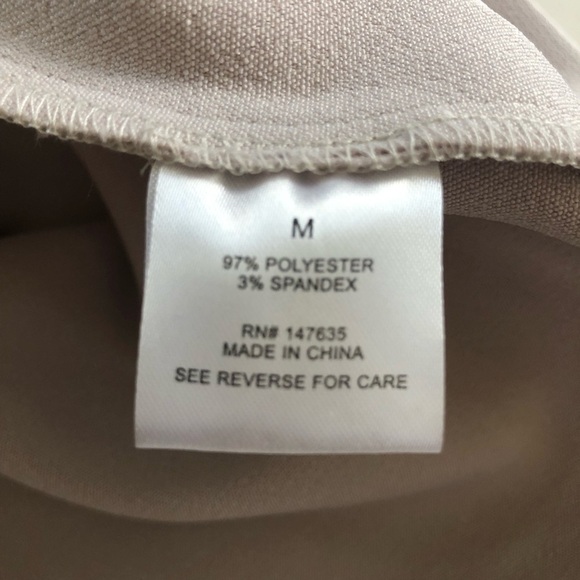 M
97% POLYESTER
3% SPANDEX
RN# 147635
MADE IN CHINA
SEE REVERSE FOR CARE